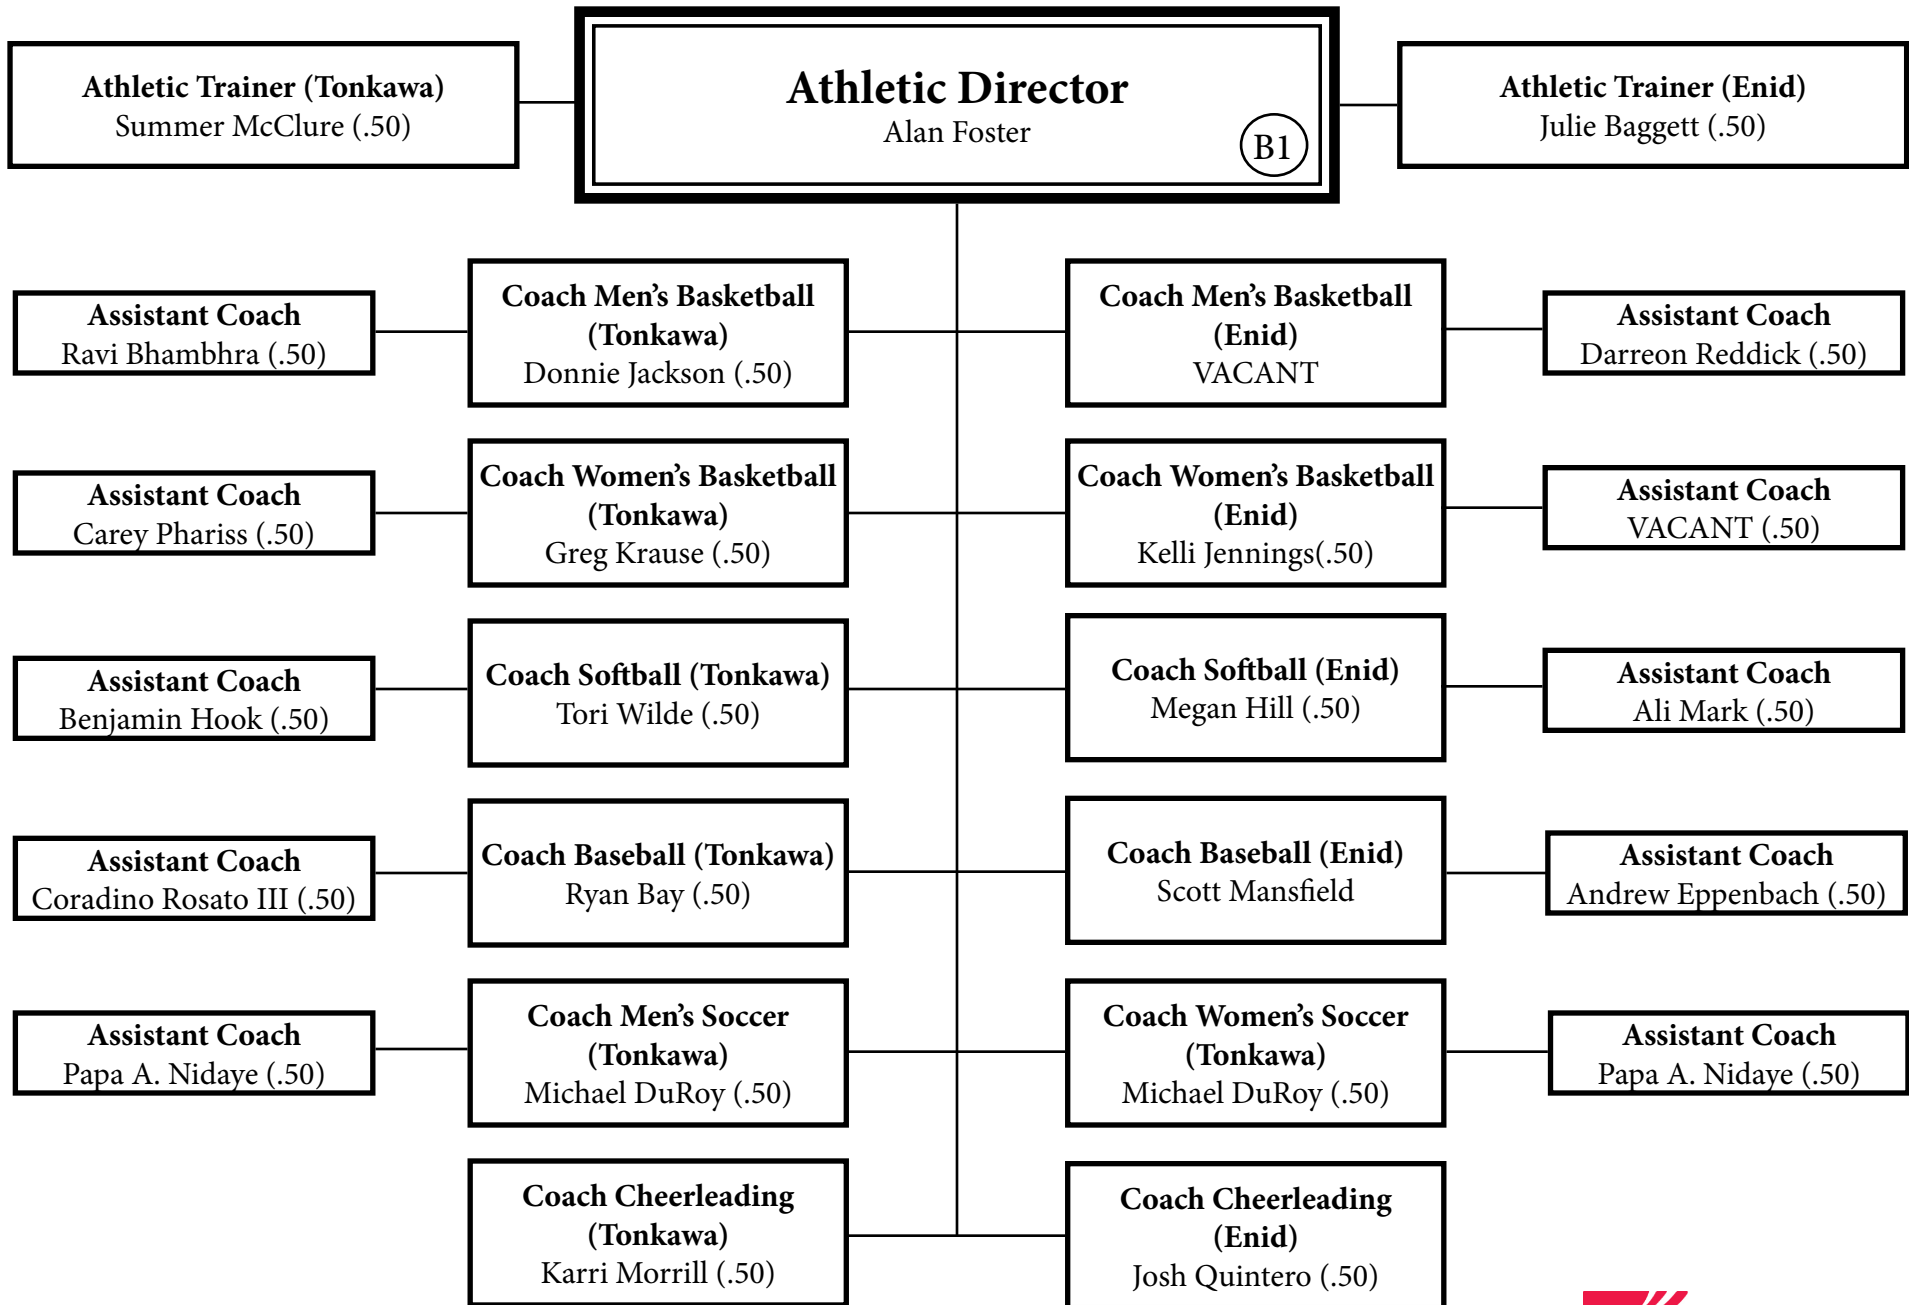 Athletic Trainer (Tonkawa)
Summer McClure (.50)
Athletic Director
Alan Foster
B1
Athletic Trainer (Enid)
Julie Baggett (.50)
Assistant Coach
Ravi Bhambhra (.50)
Coach Men's Basketball
(Tonkawa)
Donnie Jackson (.50)
Coach Men's Basketball
(Enid)
VACANT
Assistant Coach
Darreon Reddick (.50)
Assistant Coach
Carey Phariss (.50)
Coach Women's Basketball
(Tonkawa)
Greg Krause (.50)
Coach Women's Basketball
(Enid)
Kelli Jennings(.50)
Assistant Coach
VACANT (.50)
Assistant Coach
Benjamin Hook (.50)
Coach Softball (Tonkawa)
Tori Wilde (.50)
Coach Softball (Enid)
Megan Hill (.50)
Assistant Coach
Ali Mark (.50)
Assistant Coach
Coradino Rosato III (.50)
Coach Baseball (Tonkawa)
Ryan Bay (.50)
Coach Baseball (Enid)
Scott Mansfield
Assistant Coach
Andrew Eppenbach (.50)
Assistant Coach
Papa A. Nidaye (.50)
Coach Men's Soccer
(Tonkawa)
Michael DuRoy (.50)
Coach Women's Soccer
(Tonkawa)
Michael DuRoy (.50)
Assistant Coach
Papa A. Nidaye (.50)
Coach Cheerleading
(Tonkawa)
Karri Morrill (.50)
Coach Cheerleading
(Enid)
Josh Quintero (.50)